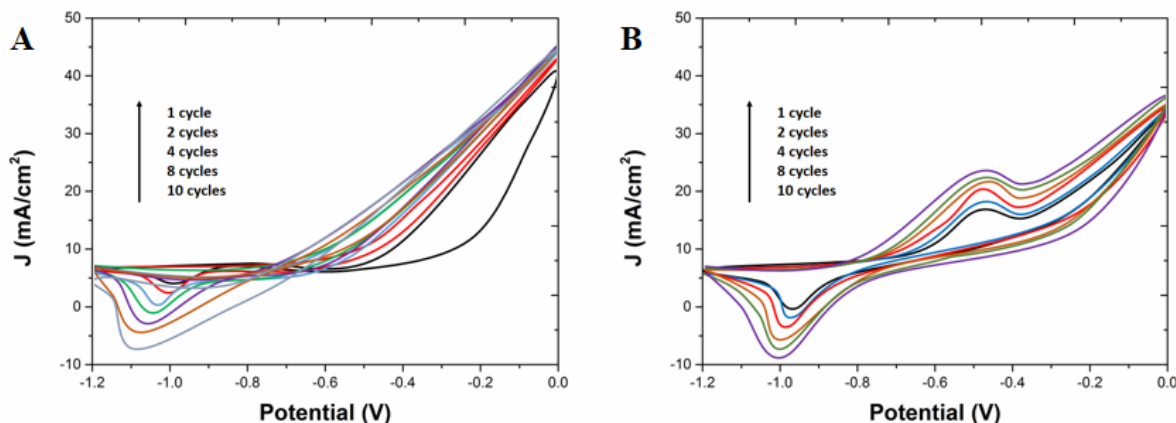 A
50
40
30
20
10
0
-10
J (mA/cm²)
1 cycle
2 cycles
4 cycles
8 cycles
10 cycles
-1.2 -1.0 -0.8 -0.6 -0.4 -0.2 0.0
Potential (V)
B
50
40
30
20
10
0
-10
J (mA/cm²)
1 cycle
2 cycles
4 cycles
8 cycles
10 cycles
-1.2 -1.0 -0.8 -0.6 -0.4 -0.2 0.0
Potential (V)